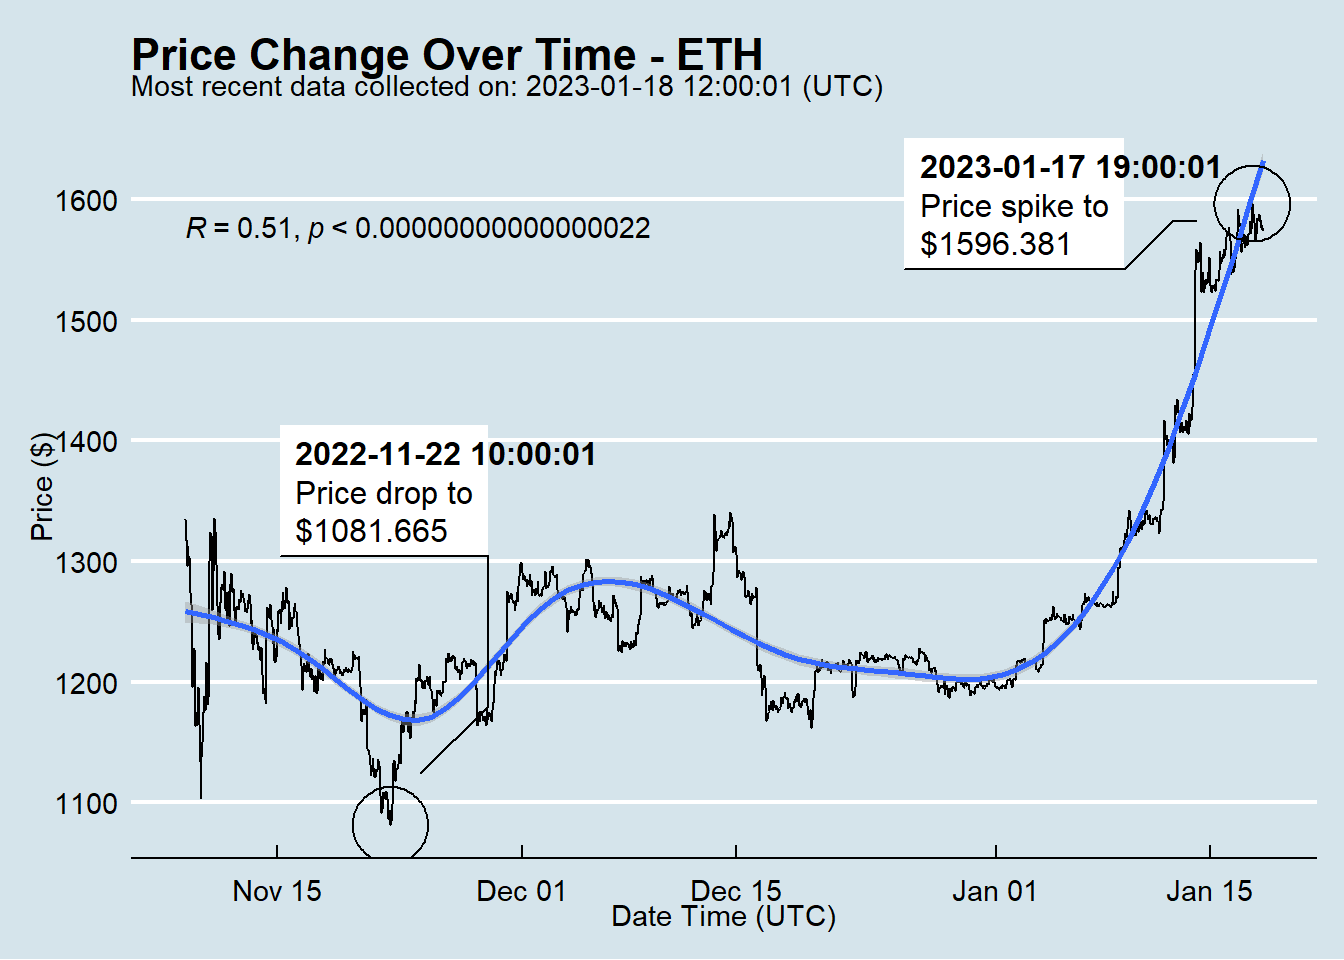 Price Change Over Time - ETH
Most recent data collected on: 2023-01-18 12:00:01 (UTC)
2023-01-17 19:00:01
Price spike to
$1596.381
R = 0.51, p < 0.00000000000000022
2022-11-22 10:00:01
Price drop to
$1081.665
Price ($)
1600
1500
1400
1300
1200
1100
Nov 15 Dec 01 Dec 15 Jan 01 Jan 15
Date Time (UTC)